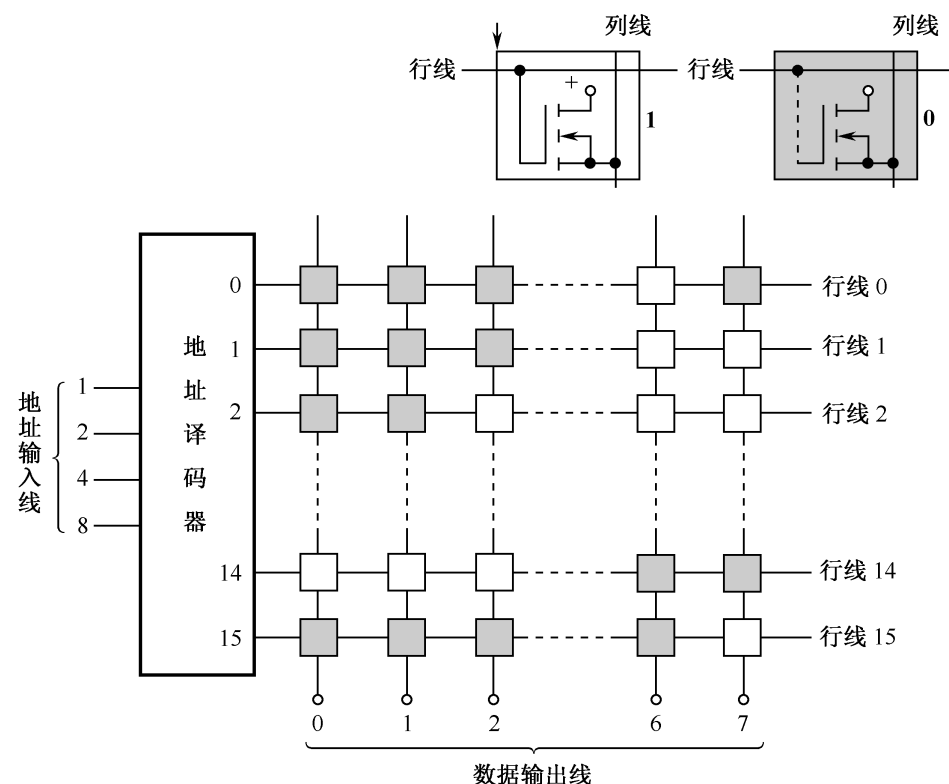 列线 列线
行线 行线
+
1 0
0 行线 0
地 1 行线 1
址 2 行线 2
译
码
器
14 行线 14
15 行线 15
地址输入线
1
2
4
8
0 1 2 6 7
数据输出线